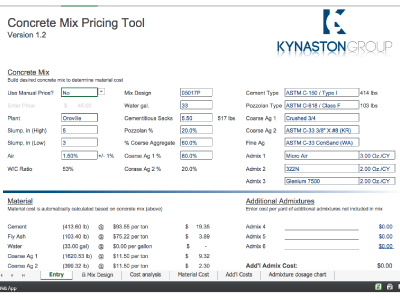 Concrete Mix Pricing Tool
Version 1.2
KYNASTONGROUP
Concrete Mix
Build desired concrete mix to determine material cost
Use Manual Price? No Mix Design 05017P Cement Type ASTM C-150 / Type I 414 lbs
Enter Price: $ Water gal. 33 Pozzolan Type ASTM C-618 / Class F 103 lbs
Plant Oroville Cementitious Sacks 5.50 517 lbs Coarse Ag 1 Crushed 3/4
Slump, in (High) 5 Pozzolan % 20.0% Coarse Ag 2 ASTM C-33 3/8" X #8 (KR)
Slump, in (Low) 3 % Coarse Aggregate 60.0% Fine Ag ASTM C-33 ConSand (WA)
Air 1.50% +/- 1% Coarse Ag 1 % 80.0% Admix 1 Micro Air 3.00 Oz./CY
W/C Ratio 53% Coarse Ag 2 % 20.0% Admix 2 322N 2.00 Oz./CY
Admix 3 Glenium 7500 2.00 Oz./CY
Material Additional Admixtures
Material cost is automatically calculated based on concrete mix (above) Enter cost per yard of additional admixtures not included in mix
Cement (413.60 lb) @ $93.55 per ton $ 19.35 Admix 4 $0.00
Fly Ash (103.40 lb) @ $75.22 per ton $ 3.89 Admix 5 $0.00
Water (33.00 gal) @ $0.00 per gallon $ - Admix 6 $0.00
Coarse Ag 1 (1620.53 lb) @ $11.50 per ton $ 9.32
Coarse Ag 2 (399.32 lb) @ $11.50 per ton $ 2.30 Add'l Admix Cost: $0.00
Entry G Mix Design Cost analysis Material Cost Add'l Costs Admixture dosage chart
Web App